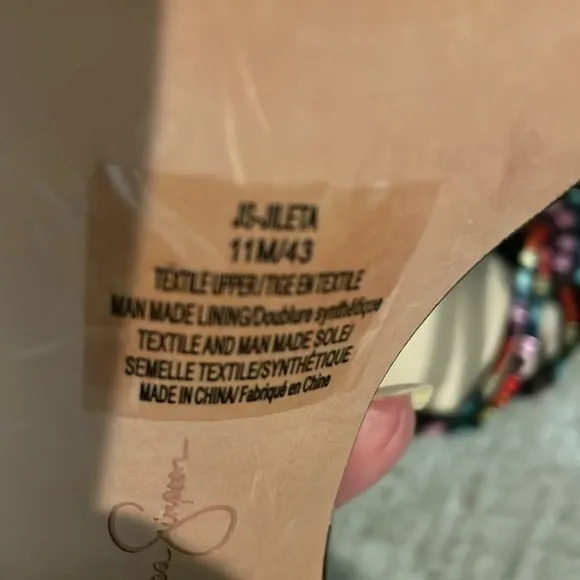 JS-JILETA
11M/43
TEXTILE UPPER/TIGE EN TEXTILE
MAN MADE LINING/Doublure synthétique
TEXTILE AND MAN MADE SOLE/
SEMELLE TEXTILE/SYNTHÉTIQUE
MADE IN CHINA/ Fabriqué en Chine
Simpson